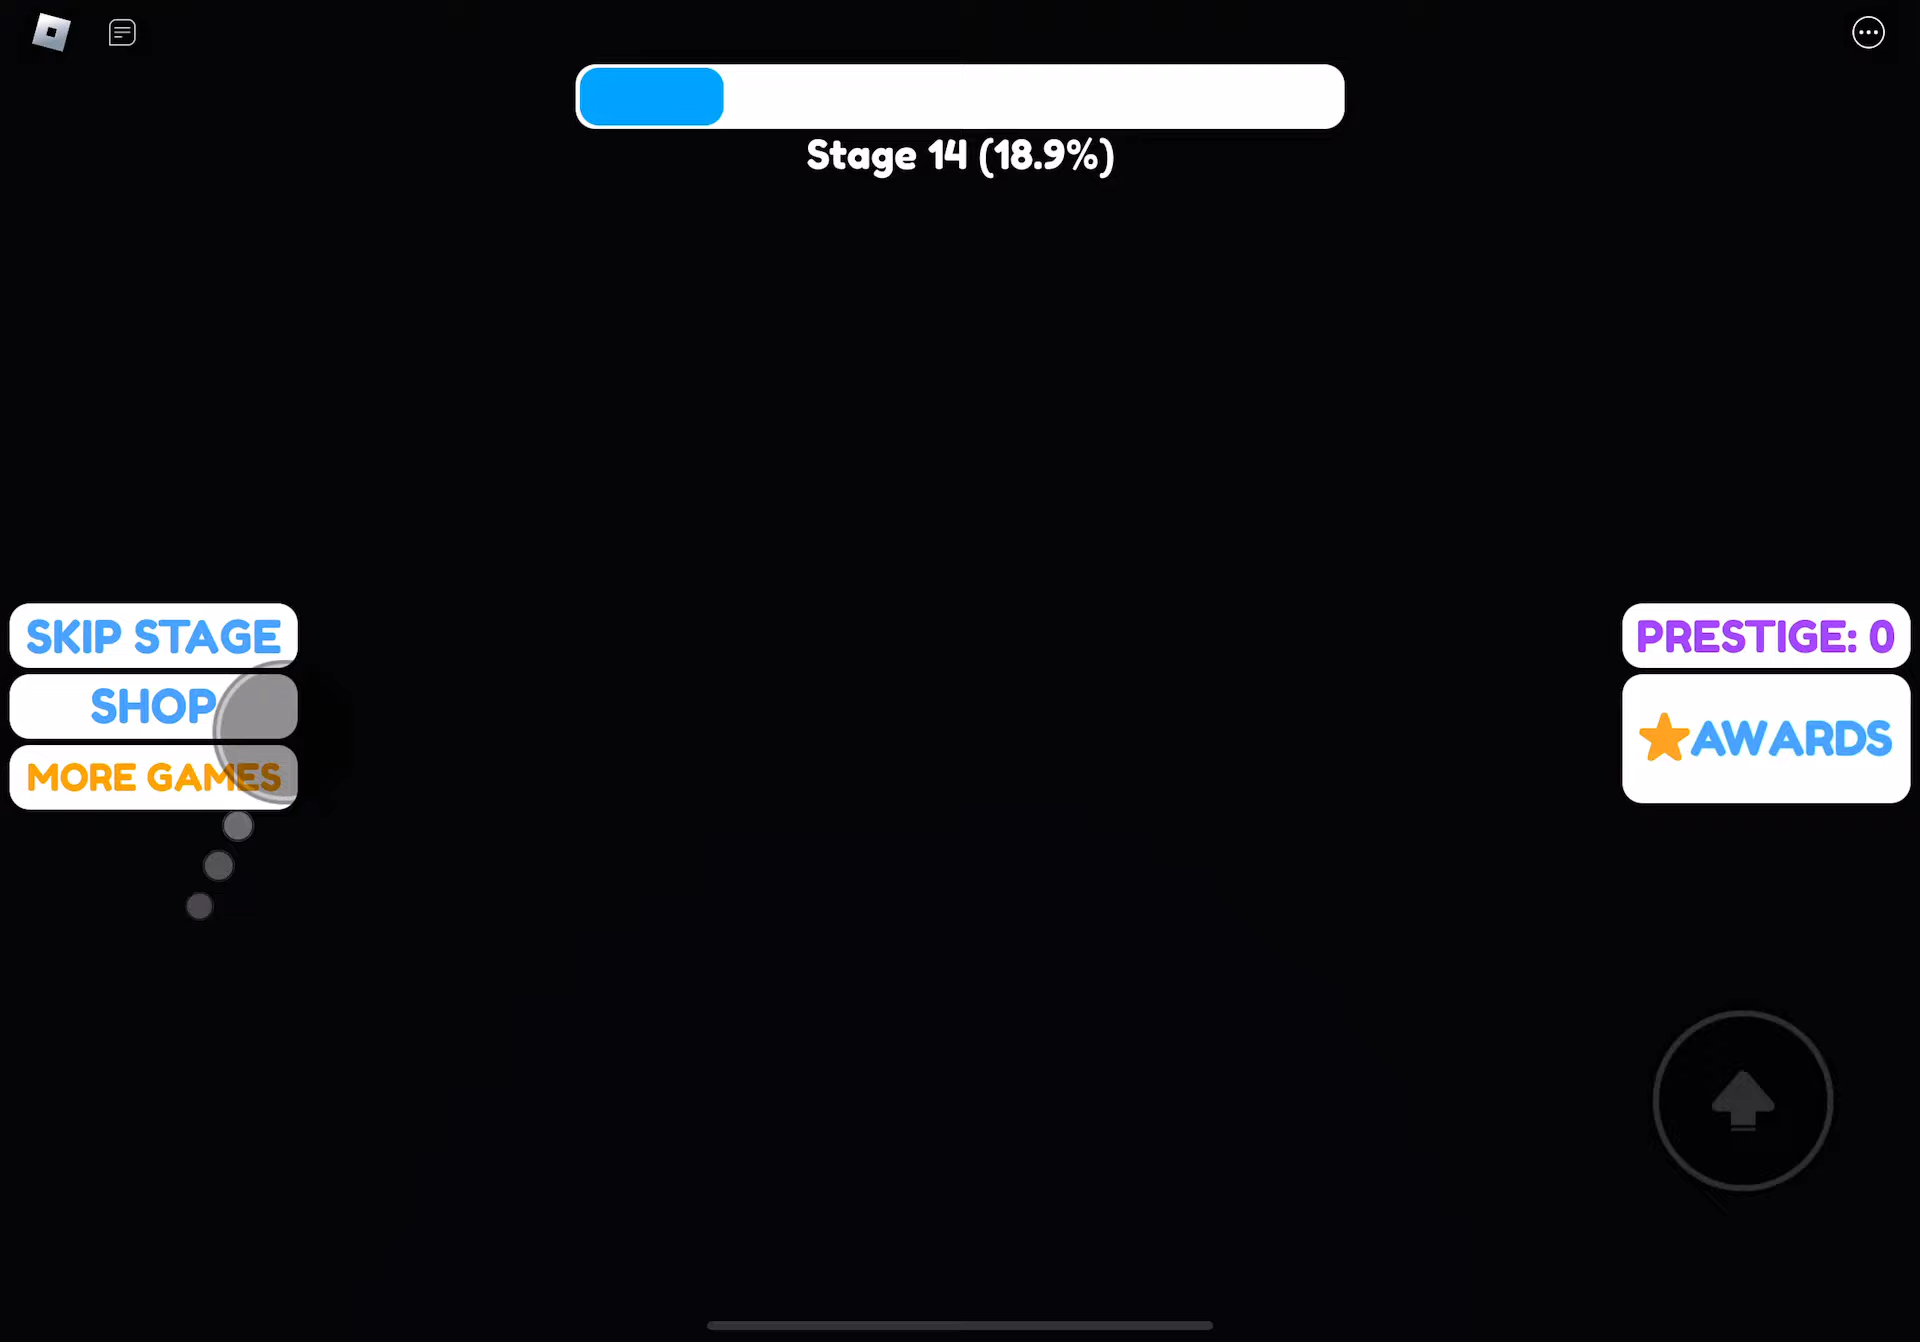 Stage 14 (18.9%)
SKIP STAGE
SHOP
MORE GAMES
PRESTIGE: 0
AWARDS